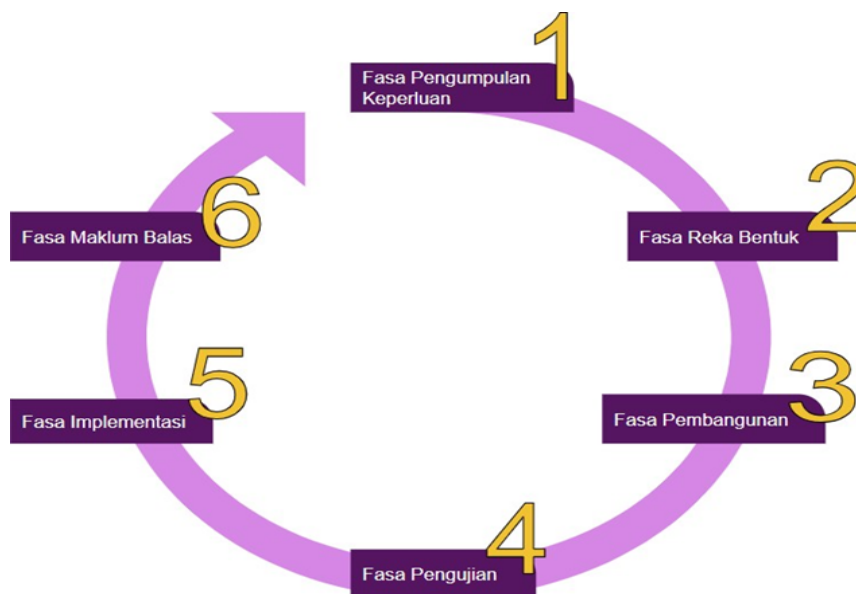 1
Fasa Pengumpulan
Keperluan
2
Fasa Reka Bentuk
3
Fasa Pembangunan
4
Fasa Pengujian
5
Fasa Implementasi
6
Fasa Maklum Balas